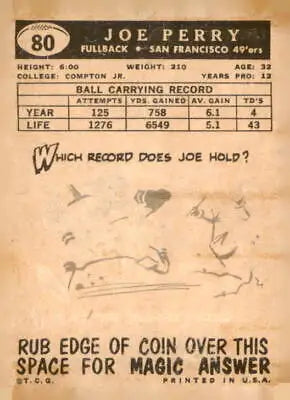 80
JOE PERRY
FULLBACK • SAN FRANCISCO 49'ers
HEIGHT: 6:00 WEIGHT: 210 AGE: 32
COLLEGE: COMPTON JR. YEARS PRO: 12
BALL CARRYING RECORD
ATTEMPTS YDS. GAINED AV. GAIN TD'S
YEAR 125 758 6.1 4
LIFE 1276 6549 5.1 43
WHICH RECORD DOES JOE HOLD?
RUB EDGE OF COIN OVER THIS
SPACE FOR MAGIC ANSWER
©T.C.G. PRINTED IN U.S.A.